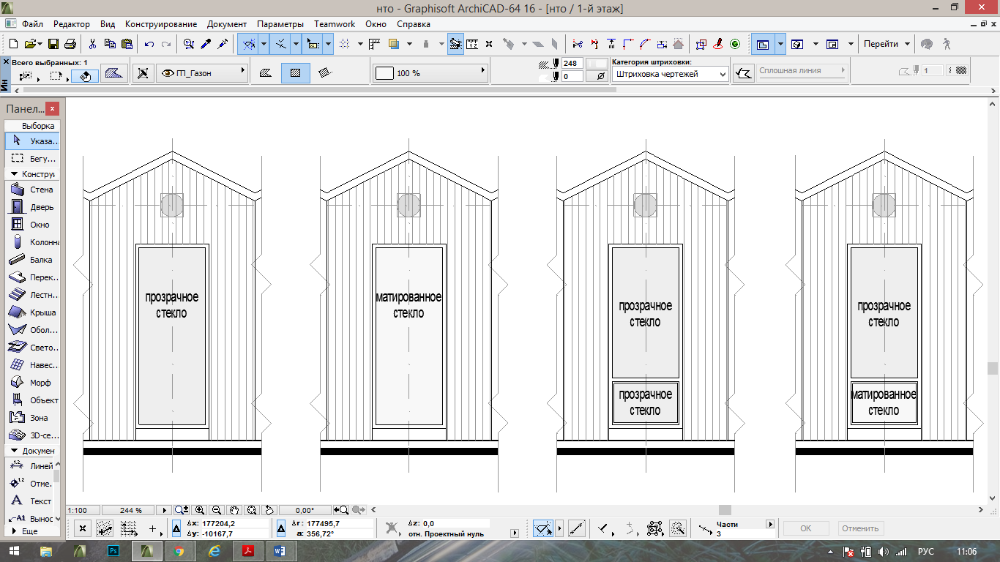 нто - Graphisoft ArchiCAD-64 16 - [нто / 1-й этаж]
Файл Редактор Вид Конструирование Документ Параметры Teamwork Окно Справка
Перейти
Всего выбранных: 1
ГП_Газон
100 %
248
0
Категория штриховки:
Штриховка чертежей
Сплошная линия
1
Ин
Панел...
Выборка
Указа...
Бегу...
Констру
Стена
Дверь
Окно
Колонна
Балка
Перек...
Лестн...
Крыша
Обол...
Свето...
Навес...
Морф
Объект
Зона
3D-се...
Докумен
Линей
Отме.
Текст
Вынос
Еще
прозрачное
стекло
матированное
стекло
прозрачное
стекло
прозрачное
стекло
прозрачное
стекло
матированное
стекло
1:100
244 %
0,00°
Δx: 177204,2
Δy: -10167,7
Δr: 177495,7
a: 356,72°
Δz: 0,0
отн. Проектный нуль
Части
3
ОК
Отменить
РУС
11:06